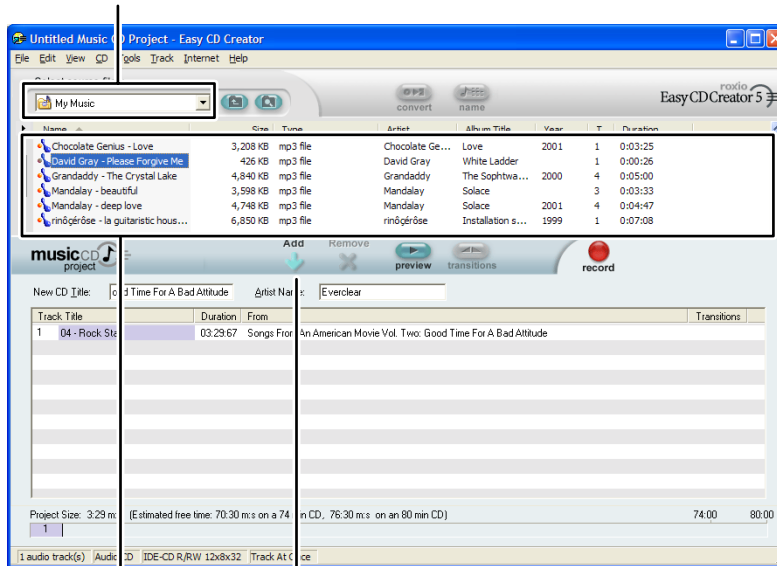 Untitled Music CD Project - Easy CD Creator
File Edit View CD Tools Track Internet Help
My Music
convert name
roxio
Easy CD Creator 5
Name Size Type Artist Album Title Year T Duration
Chocolate Genius - Love 3,208 KB mp3 file Chocolate Ge... Love 2001 1 0:03:25
David Gray - Please Forgive Me 426 KB mp3 file David Gray White Ladder 1 0:00:26
Grandaddy - The Crystal Lake 4,840 KB mp3 file Grandaddy The Sophtwa... 2000 4 0:05:00
Mandalay - beautiful 3,598 KB mp3 file Mandalay Solace 3 0:03:33
Mandalay - deep love 4,748 KB mp3 file Mandalay Solace 2001 4 0:04:47
rinôgérôse - la guitaristic hous... 6,850 KB mp3 file rinôgérôse Installation s... 1999 1 0:07:08
musicCD project
Add Remove preview transitions record
New CD Title: ood Time For A Bad Attitude Artist Name: Everclear
Track Title Duration From Transitions
1 04 - Rock Sta 03:29:67 Songs From An American Movie Vol. Two: Good Time For A Bad Attitude
Project Size: 3:29 m: (Estimated free time: 70:30 m:s on a 74 min CD, 76:30 m:s on an 80 min CD) 74:00 80:00
1
1 audio track(s) Audio CD IDE-CD R/RW 12x8x32 Track At Once